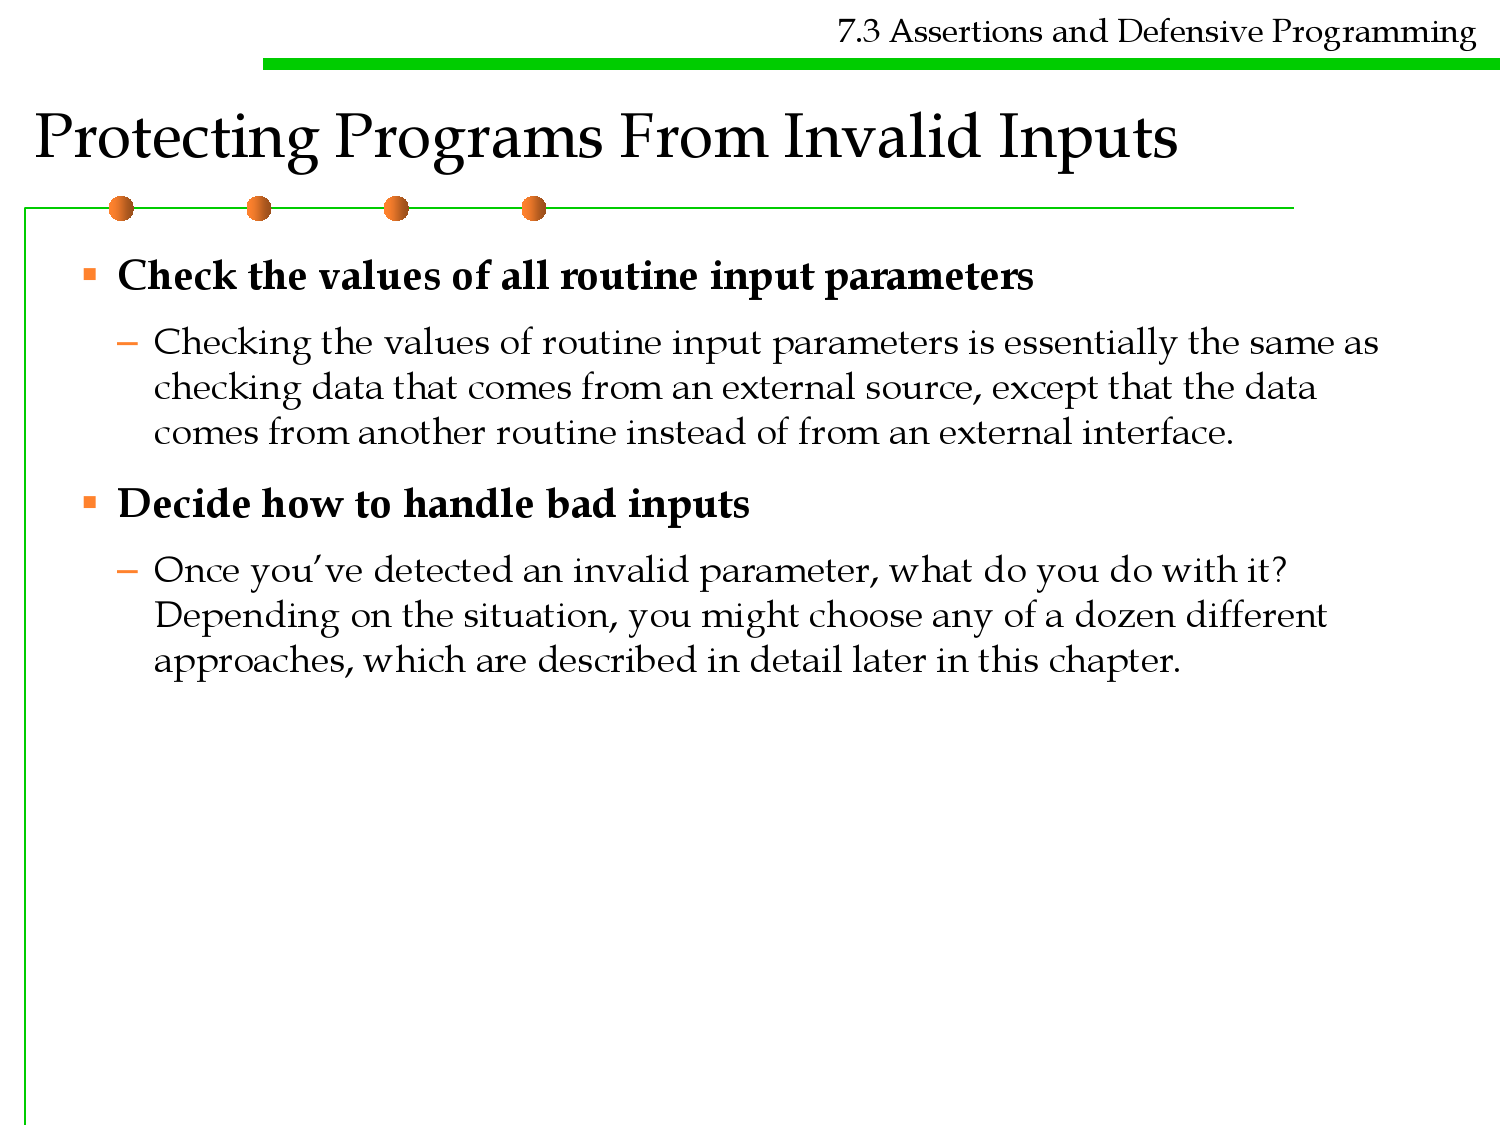 7.3 Assertions and Defensive Programming
Protecting Programs From Invalid Inputs
▪ Check the values of all routine input parameters
– Checking the values of routine input parameters is essentially the same as
checking data that comes from an external source, except that the data
comes from another routine instead of from an external interface.
▪ Decide how to handle bad inputs
– Once you’ve detected an invalid parameter, what do you do with it?
Depending on the situation, you might choose any of a dozen different
approaches, which are described in detail later in this chapter.